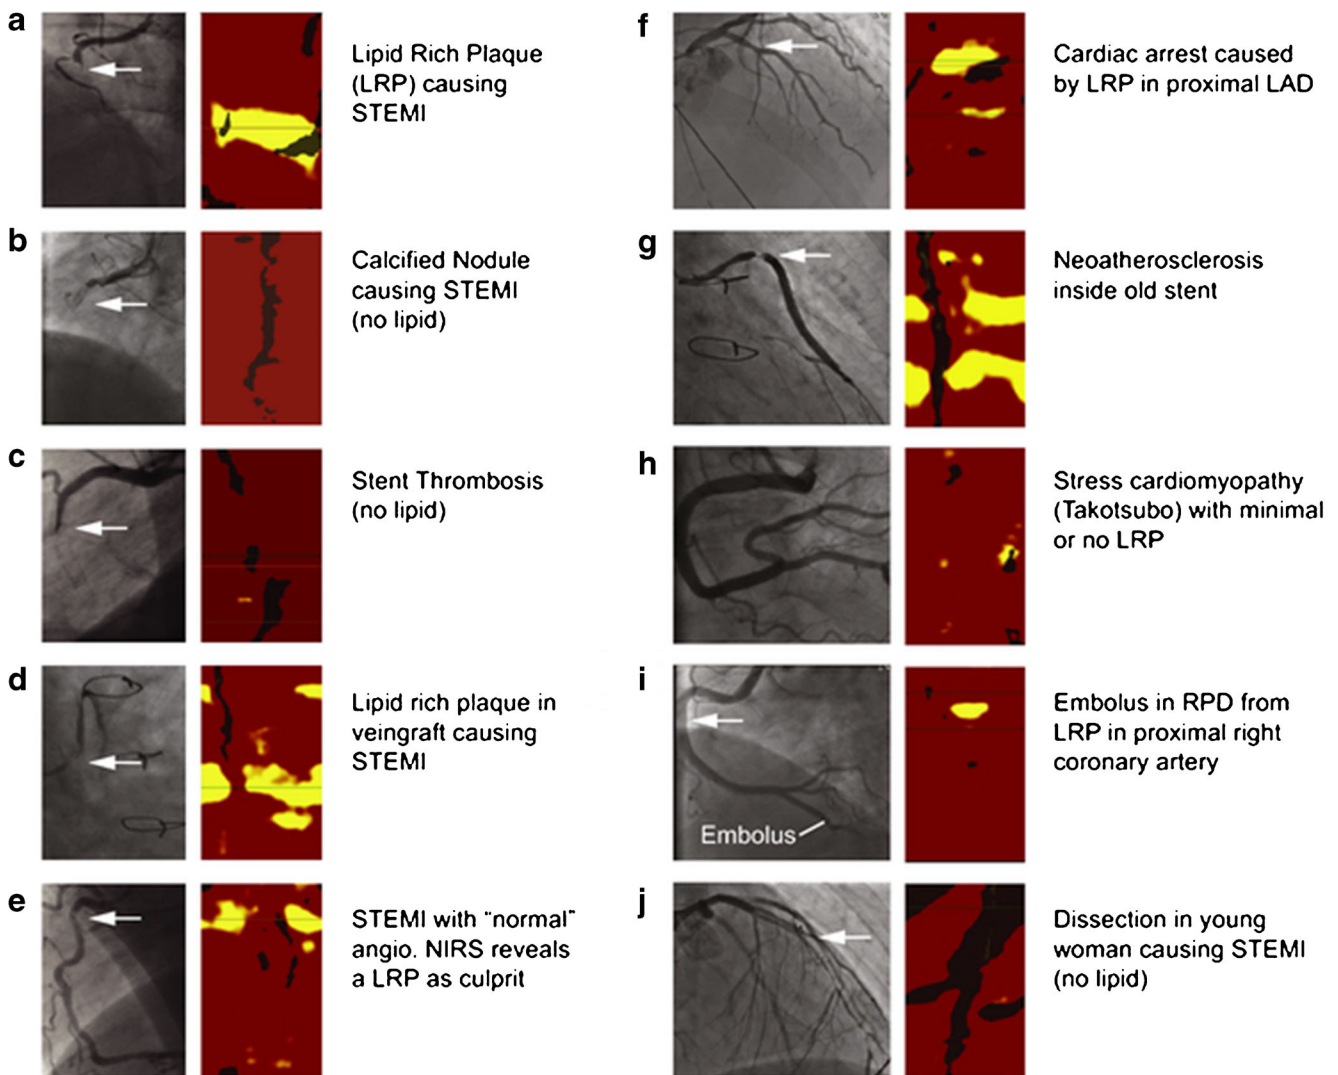 a
Lipid Rich Plaque
(LRP) causing
STEMI
b
Calcified Nodule
causing STEMI
(no lipid)
c
Stent Thrombosis
(no lipid)
d
Lipid rich plaque in
veingraft causing
STEMI
e
STEMI with "normal"
angio. NIRS reveals
a LRP as culprit
f
Cardiac arrest caused
by LRP in proximal LAD
g
Neoatherosclerosis
inside old stent
h
Stress cardiomyopathy
(Takotsubo) with minimal
or no LRP
i
Embolus
Embolus in RPD from
LRP in proximal right
coronary artery
j
Dissection in young
woman causing STEMI
(no lipid)